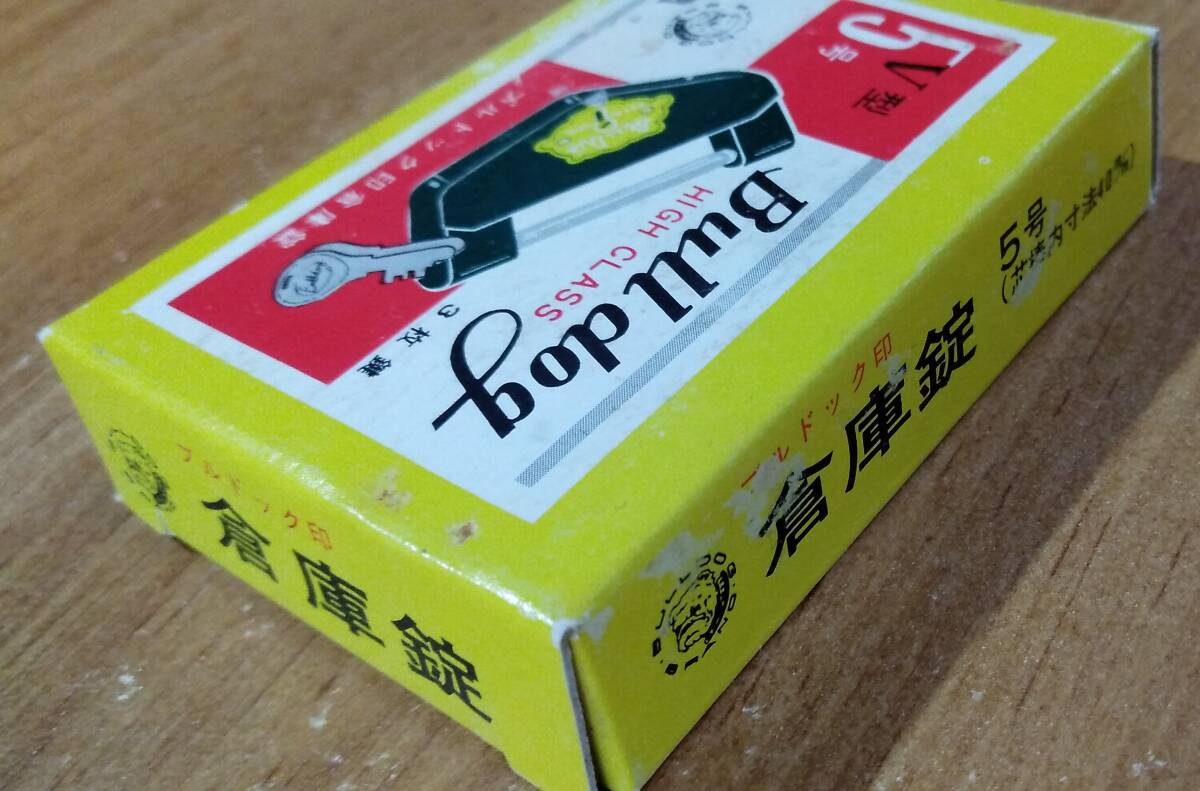 5号
V型
ブルドック印倉庫錠
Bull dog
HIGH CLASS
3枚鍵
ブルドック印
倉庫錠
ブルドック印
倉庫錠
5号